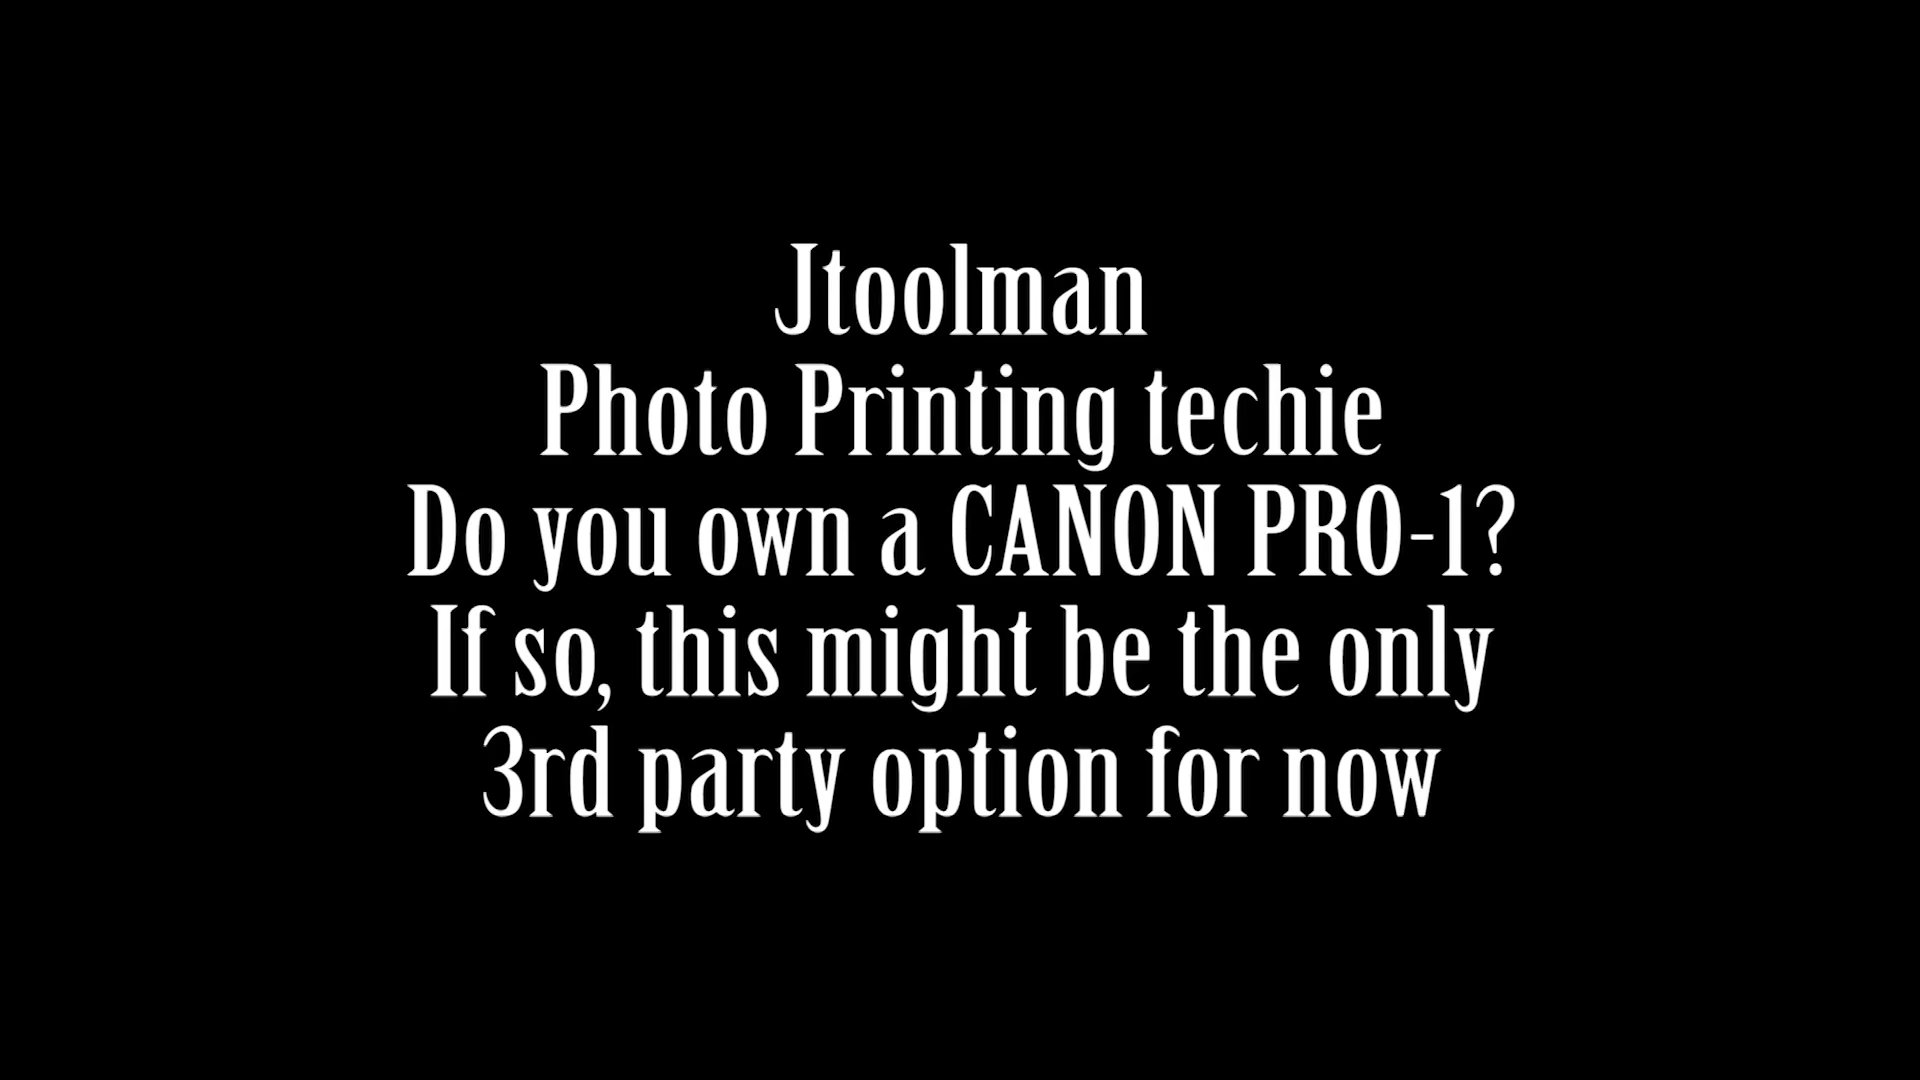 Jtoolman
Photo Printing techie
Do you own a CANON PRO-1?
If so, this might be the only
3rd party option for now